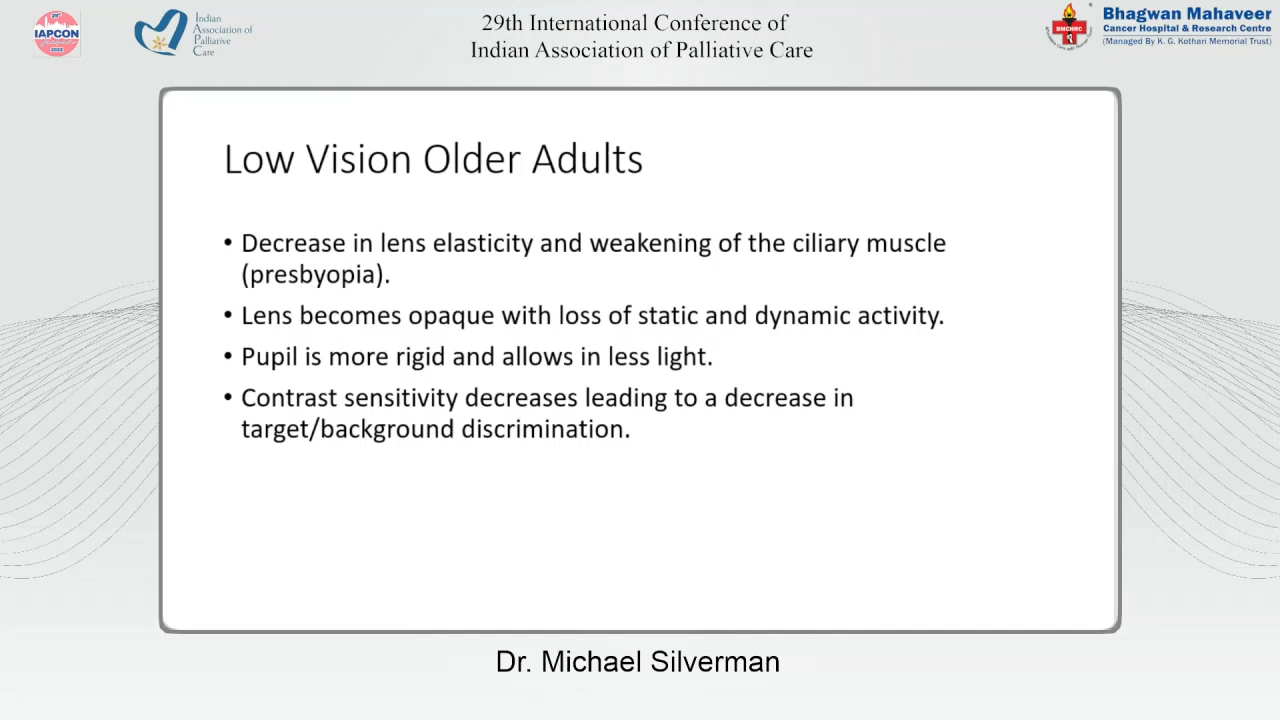 29th
IAPCON
2022
Indian
Association of
Palliative
Care
29th International Conference of
Indian Association of Palliative Care
BMCHRC
Bhagwan Mahaveer
Cancer Hospital & Research Centre
(Managed By K. G. Kothari Memorial Trust)
Low Vision Older Adults
• Decrease in lens elasticity and weakening of the ciliary muscle
(presbyopia).
• Lens becomes opaque with loss of static and dynamic activity.
• Pupil is more rigid and allows in less light.
• Contrast sensitivity decreases leading to a decrease in
target/background discrimination.
Dr. Michael Silverman